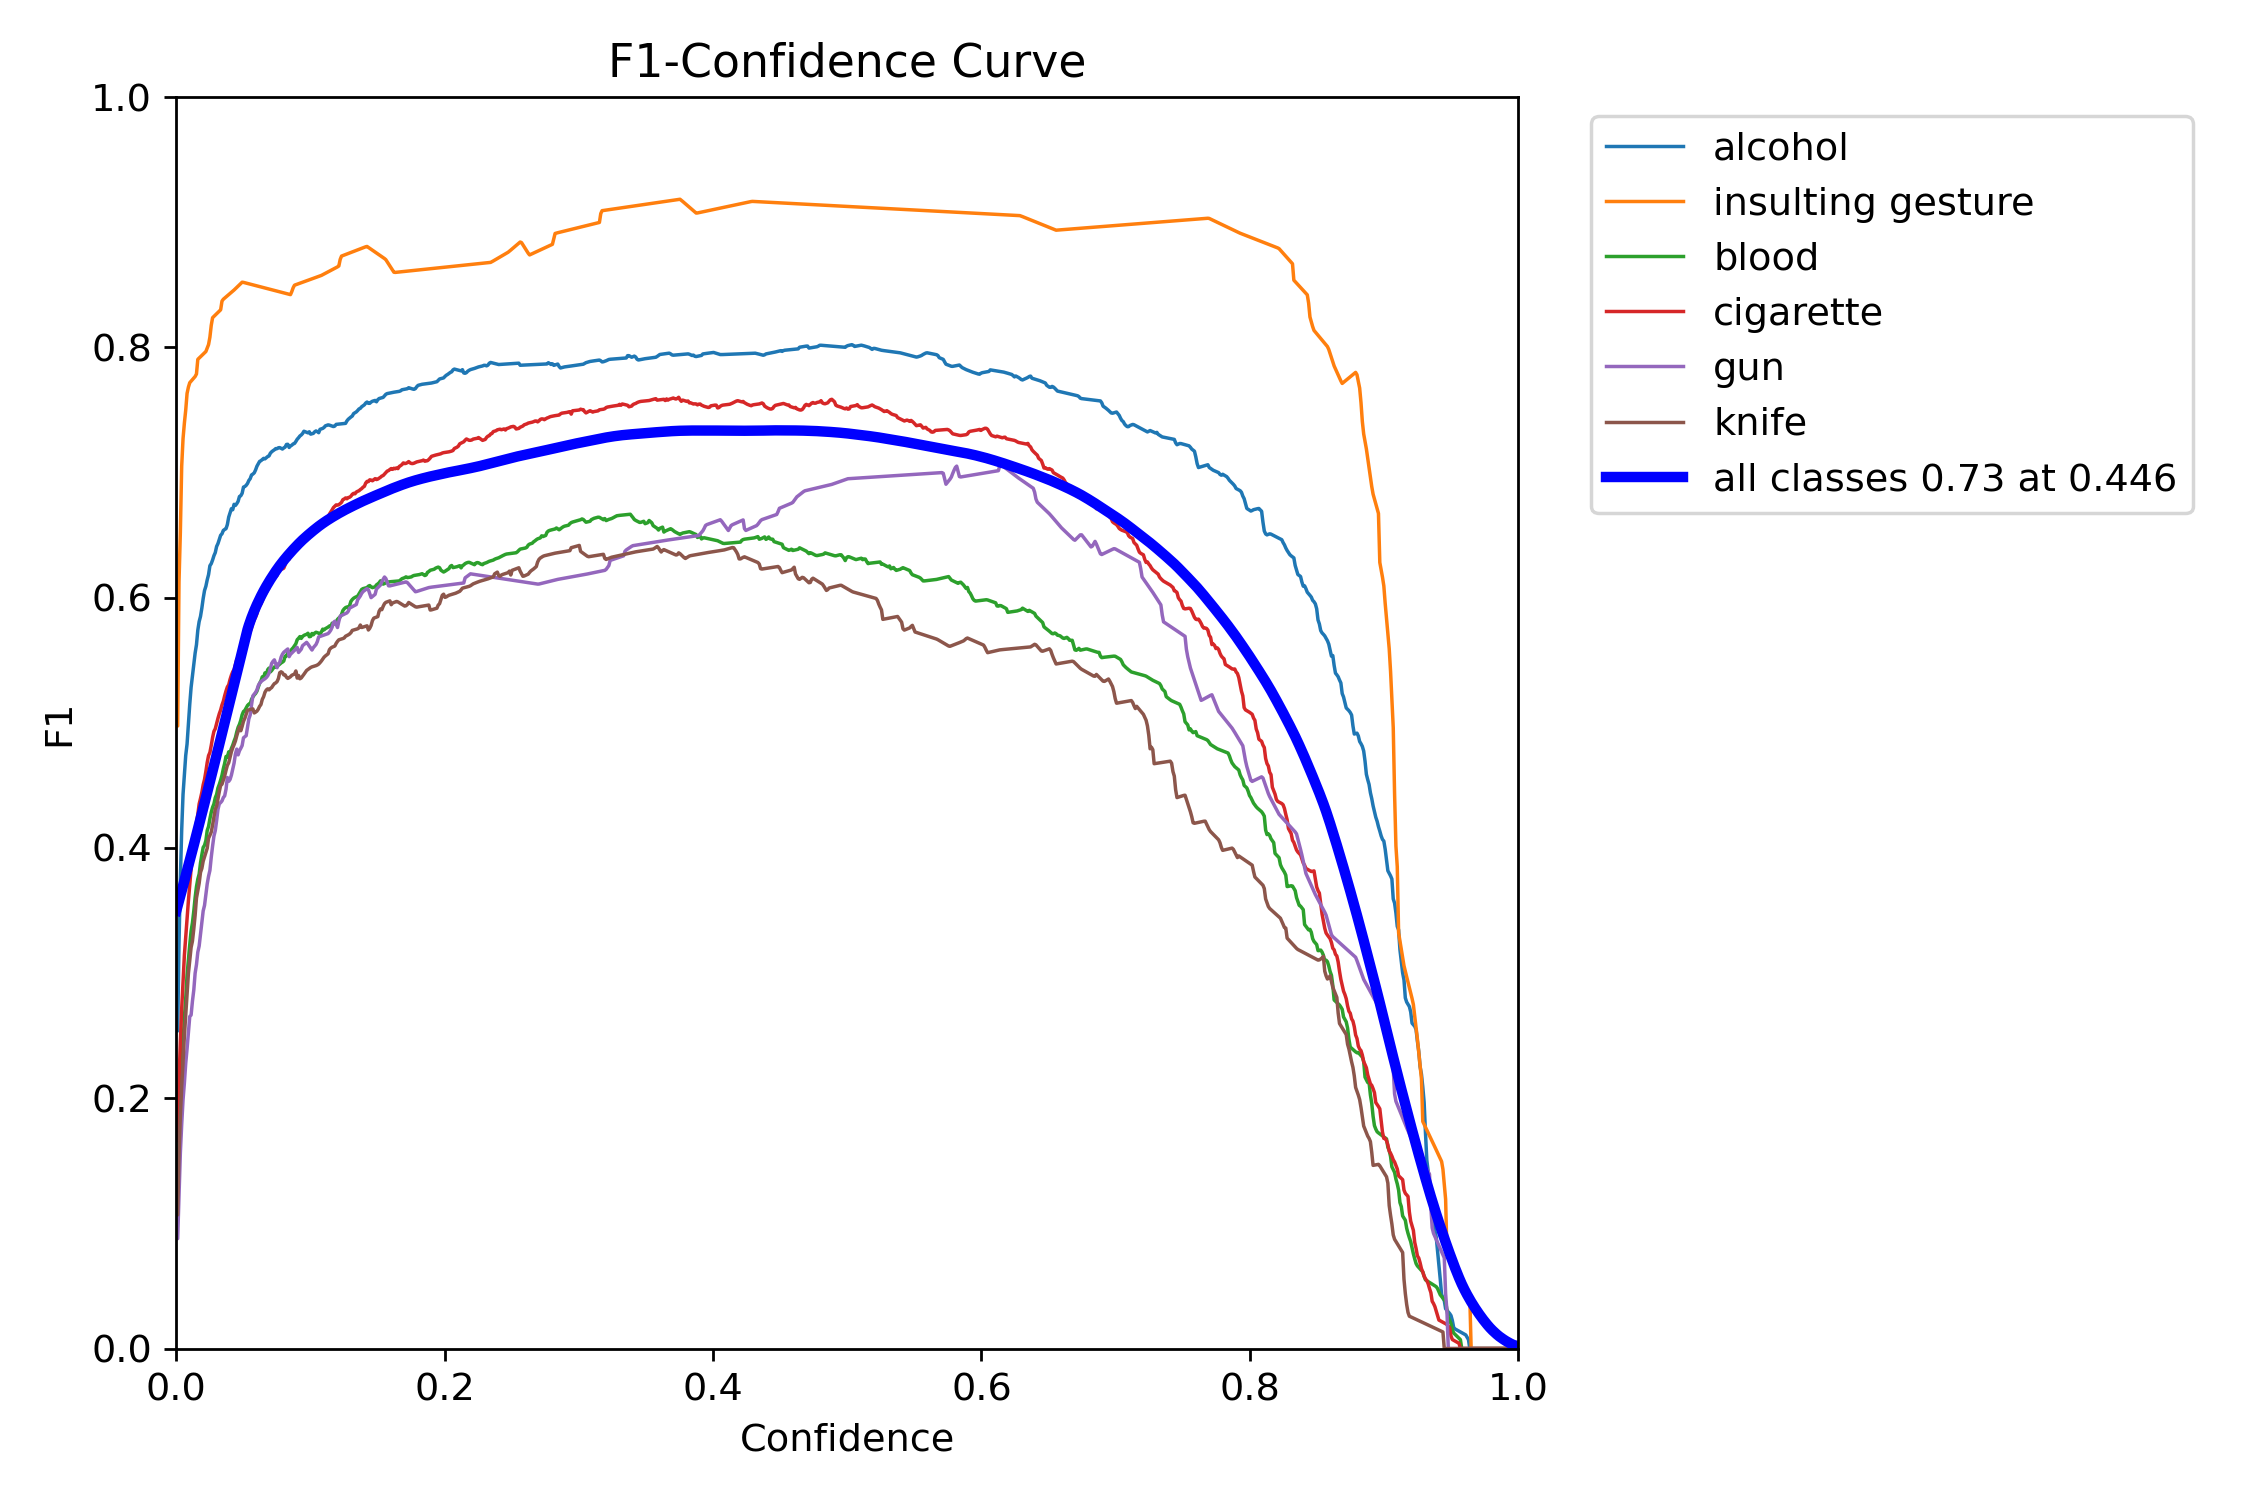 F1-Confidence Curve
1.0
0.8
0.6
0.4
0.2
0.0
F1
0.0 0.2 0.4 0.6 0.8 1.0
Confidence
alcohol
insulting gesture
blood
cigarette
gun
knife
all classes 0.73 at 0.446